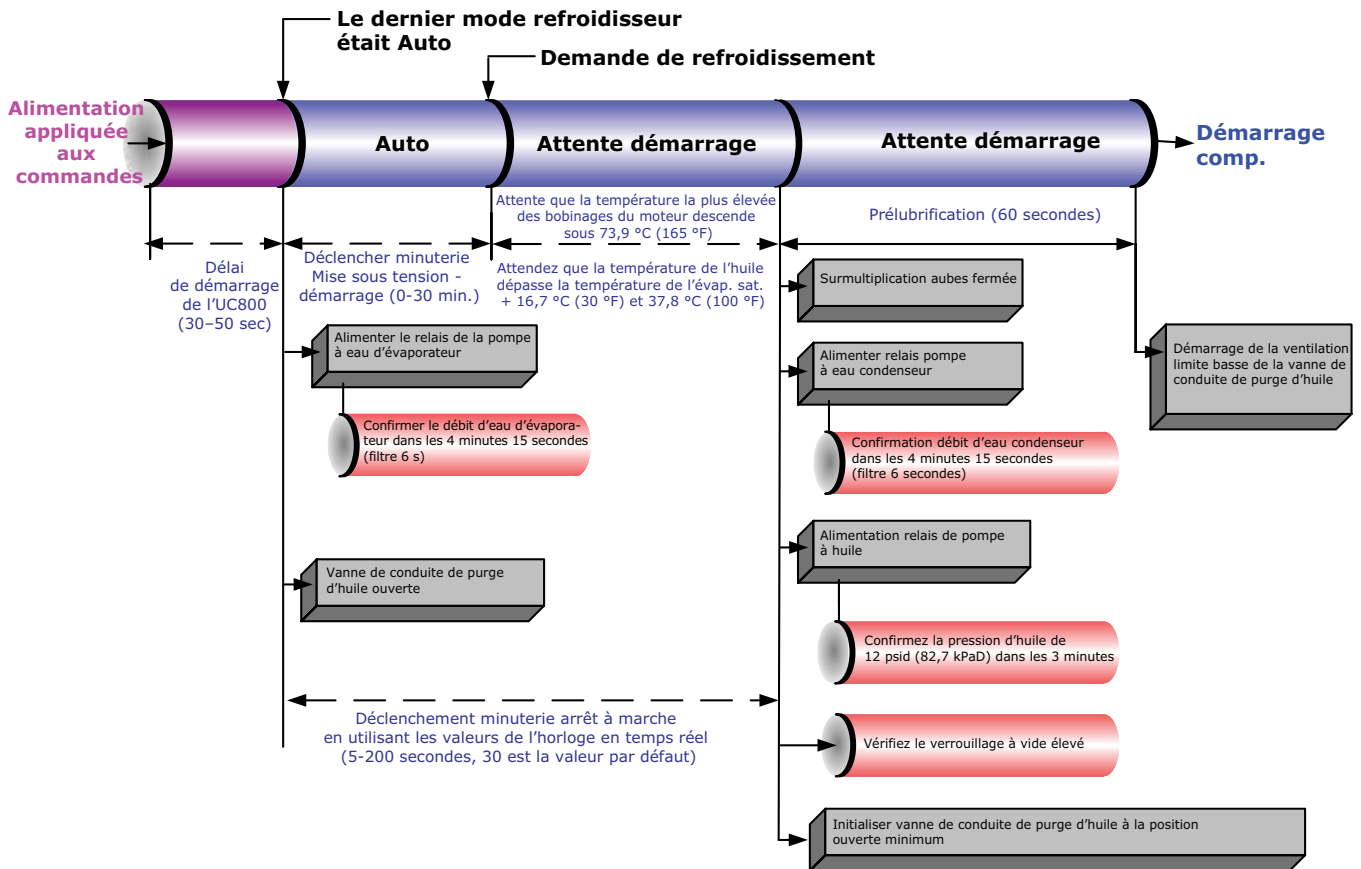 Le dernier mode refroidisseur
était Auto
Demande de refroidissement
Alimentation
appliquée
aux
commandes
Auto
Attente démarrage
Attente démarrage
Démarrage
comp.
Délai
de démarrage
de l’UC800
(30–50 sec)
Déclencher minuterie
Mise sous tension -
démarrage (0-30 min.)
Attente que la température la plus élevée
des bobinages du moteur descende
sous 73,9 °C (165 °F)
Attendez que la température de l’huile
dépasse la température de l’évap. sat.
+ 16,7 °C (30 °F) et 37,8 °C (100 °F)
Prélubrification (60 secondes)
Alimenter le relais de la pompe
à eau d’évaporateur
Confirmer le débit d’eau d’évapora-
teur dans les 4 minutes 15 secondes
(filtre 6 s)
Vanne de conduite de purge
d’huile ouverte
Surmultiplication aubes fermée
Alimenter relais pompe
à eau condenseur
Confirmation débit d’eau condenseur
dans les 4 minutes 15 secondes
(filtre 6 secondes)
Alimentation relais de pompe
à huile
Confirmez la pression d’huile de
12 psid (82,7 kPaD) dans les 3 minutes
Vérifiez le verrouillage à vide élevé
Initialiser vanne de conduite de purge d’huile à la position
ouverte minimum
Démarrage de la ventilation
limite basse de la vanne de
conduite de purge d’huile
Déclenchement minuterie arrêt à marche
en utilisant les valeurs de l’horloge en temps réel
(5-200 secondes, 30 est la valeur par défaut)